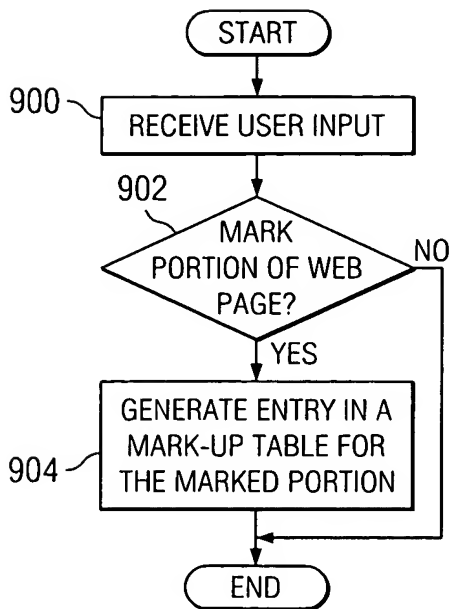 START
900
RECEIVE USER INPUT
902
MARK
PORTION OF WEB
PAGE?
NO
YES
GENERATE ENTRY IN A
MARK-UP TABLE FOR
THE MARKED PORTION
904
END